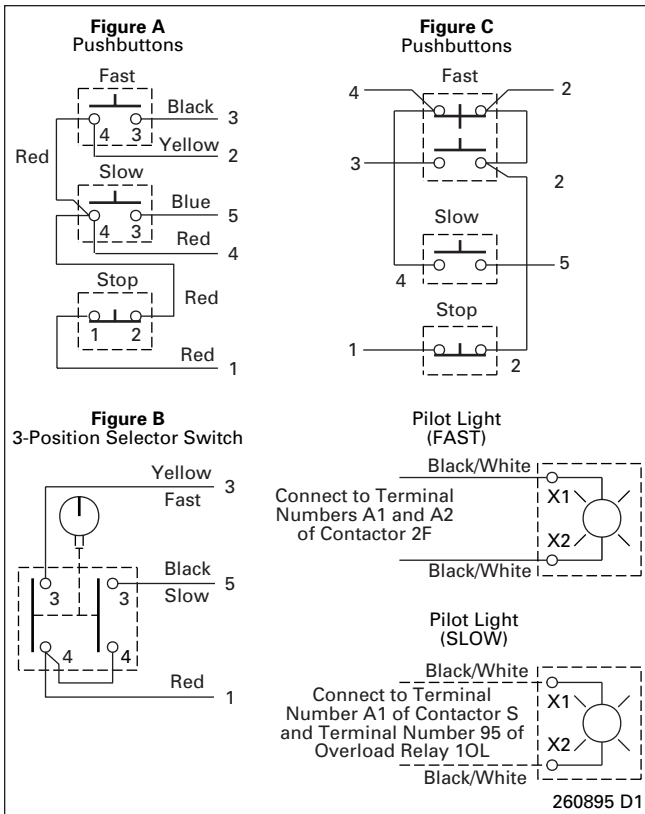 Figure A
Pushbuttons
Fast
Black 3
4 3
Yellow 2
Red
Slow
Blue 5
4 3
Red 4
Stop
Red
1 2
Red 1
Figure C
Pushbuttons
Fast
4 2
3
2
Slow
5
4
Stop
1
2
Figure B
3-Position Selector Switch
Yellow 3
Fast
Black 5
Slow
3 3
4 4
Red 1
Pilot Light
(FAST)
Black/White
X1
Connect to Terminal
Numbers A1 and A2
of Contactor 2F
X2
Black/White
Pilot Light
(SLOW)
Black/White
X1
Connect to Terminal
Number A1 of Contactor S
and Terminal Number 95 of
Overload Relay 1OL
X2
Black/White
260895 D1